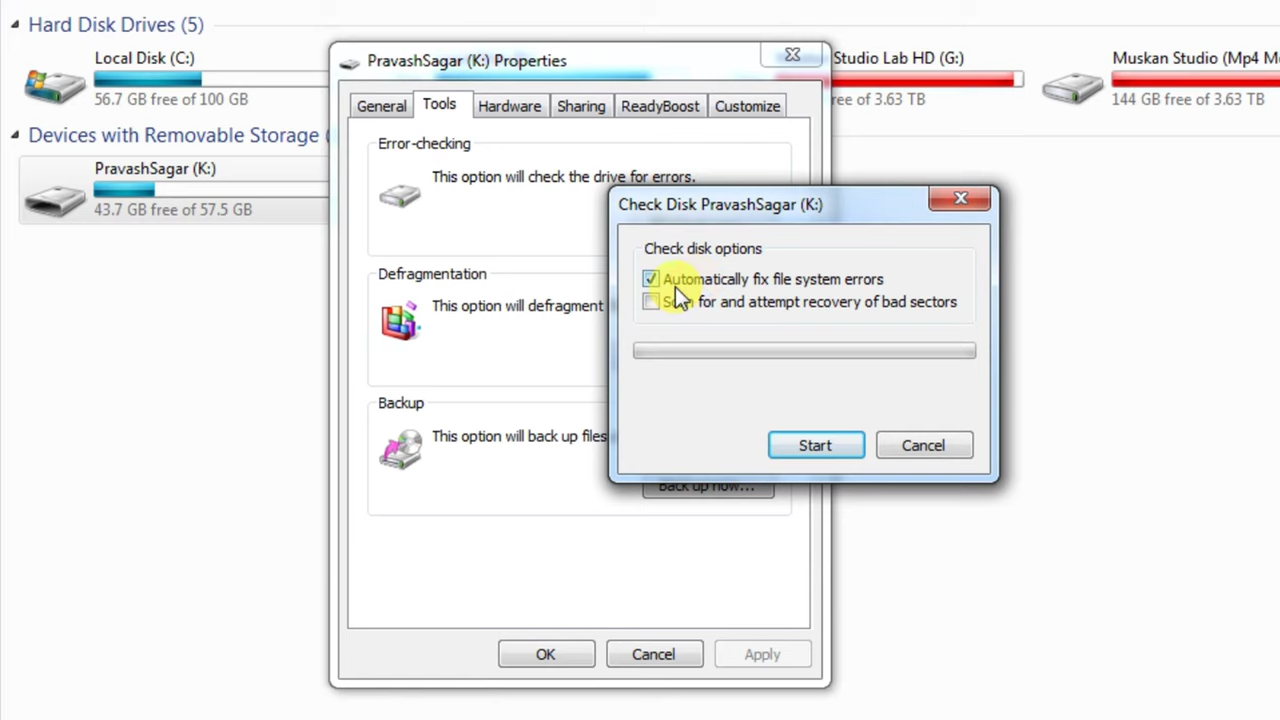 Hard Disk Drives (5)
Local Disk (C:)
56.7 GB free of 100 GB
Studio Lab HD (G:)
ree of 3.63 TB
Muskan Studio (Mp4 M
144 GB free of 3.63 TB
Devices with Removable Storage (
PravashSagar (K:)
43.7 GB free of 57.5 GB
PravashSagar (K:) Properties
General Tools Hardware Sharing ReadyBoost Customize
Error-checking
This option will check the drive for errors.
Defragmentation
This option will defragment
Backup
This option will back up files
Back up now...
OK Cancel Apply
Check Disk PravashSagar (K:)
Check disk options
Automatically fix file system errors
for and attempt recovery of bad sectors
Start Cancel